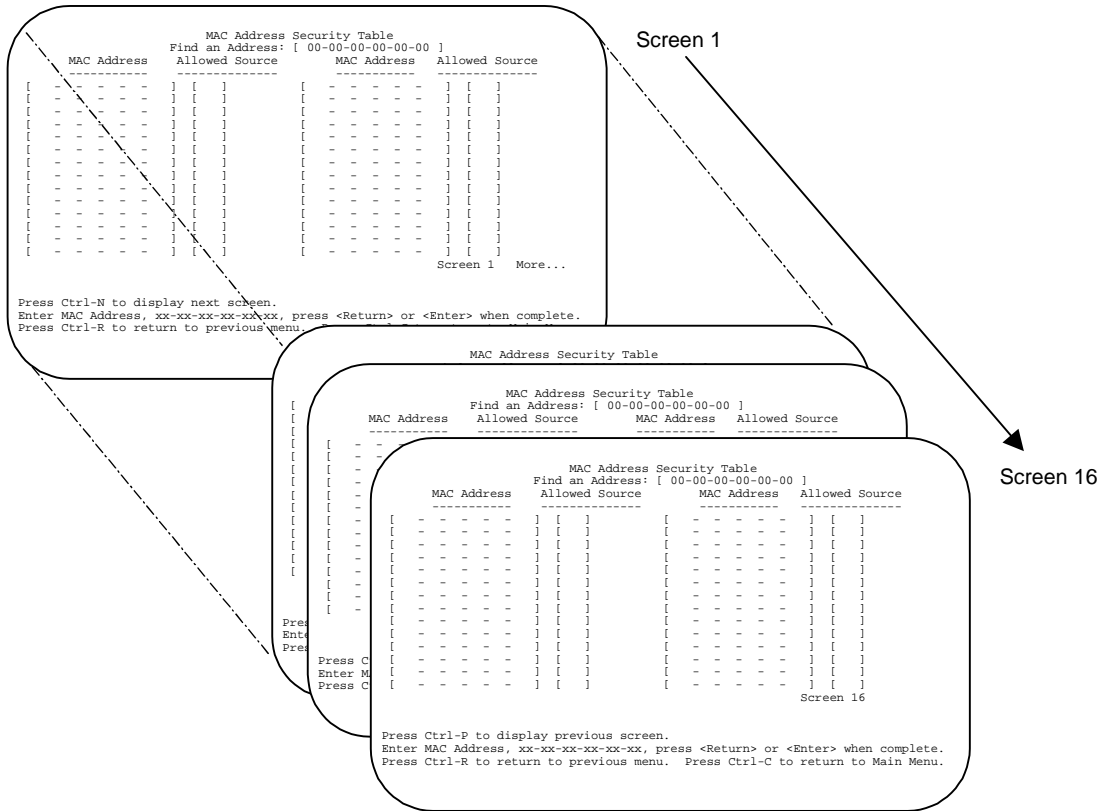 Screen 1
MAC Address Security Table
Find an Address: [ 00-00-00-00-00-00 ]
MAC Address Allowed Source MAC Address Allowed Source
----------- -------------- ----------- --------------
[ - - - - - ] [ ] [ - - - - - ] [ ]
[ - - - - - ] [ ] [ - - - - - ] [ ]
[ - - - - - ] [ ] [ - - - - - ] [ ]
[ - - - - - ] [ ] [ - - - - - ] [ ]
[ - - - - - ] [ ] [ - - - - - ] [ ]
[ - - - - - ] [ ] [ - - - - - ] [ ]
[ - - - - - ] [ ] [ - - - - - ] [ ]
[ - - - - - ] [ ] [ - - - - - ] [ ]
[ - - - - - ] [ ] [ - - - - - ] [ ]
[ - - - - - ] [ ] [ - - - - - ] [ ]
[ - - - - - ] [ ] [ - - - - - ] [ ]
[ - - - - - ] [ ] [ - - - - - ] [ ]
[ - - - - - ] [ ] [ - - - - - ] [ ]
[ - - - - - ] [ ] [ - - - - - ] [ ]
Screen 1 More...
Press Ctrl-N to display next screen.
Enter MAC Address, xx-xx-xx-xx-xx-xx, press <Return> or <Enter> when complete.
Press Ctrl-R to return to previous menu.
MAC Address Security Table
Pres
Ente
Pres
MAC Address Security Table
Find an Address: [ 00-00-00-00-00-00 ]
MAC Address Allowed Source MAC Address Allowed Source
----------- -------------- ----------- --------------
Press C
Enter M
Press C
MAC Address Security Table
Find an Address: [ 00-00-00-00-00-00 ]
MAC Address Allowed Source MAC Address Allowed Source
----------- -------------- ----------- --------------
[ - - - - - ] [ ] [ - - - - - ] [ ]
[ - - - - - ] [ ] [ - - - - - ] [ ]
[ - - - - - ] [ ] [ - - - - - ] [ ]
[ - - - - - ] [ ] [ - - - - - ] [ ]
[ - - - - - ] [ ] [ - - - - - ] [ ]
[ - - - - - ] [ ] [ - - - - - ] [ ]
[ - - - - - ] [ ] [ - - - - - ] [ ]
[ - - - - - ] [ ] [ - - - - - ] [ ]
[ - - - - - ] [ ] [ - - - - - ] [ ]
[ - - - - - ] [ ] [ - - - - - ] [ ]
[ - - - - - ] [ ] [ - - - - - ] [ ]
[ - - - - - ] [ ] [ - - - - - ] [ ]
[ - - - - - ] [ ] [ - - - - - ] [ ]
[ - - - - - ] [ ] [ - - - - - ] [ ]
Screen 16
Press Ctrl-P to display previous screen.
Enter MAC Address, xx-xx-xx-xx-xx-xx, press <Return> or <Enter> when complete.
Press Ctrl-R to return to previous menu. Press Ctrl-C to return to Main Menu.
Screen 16